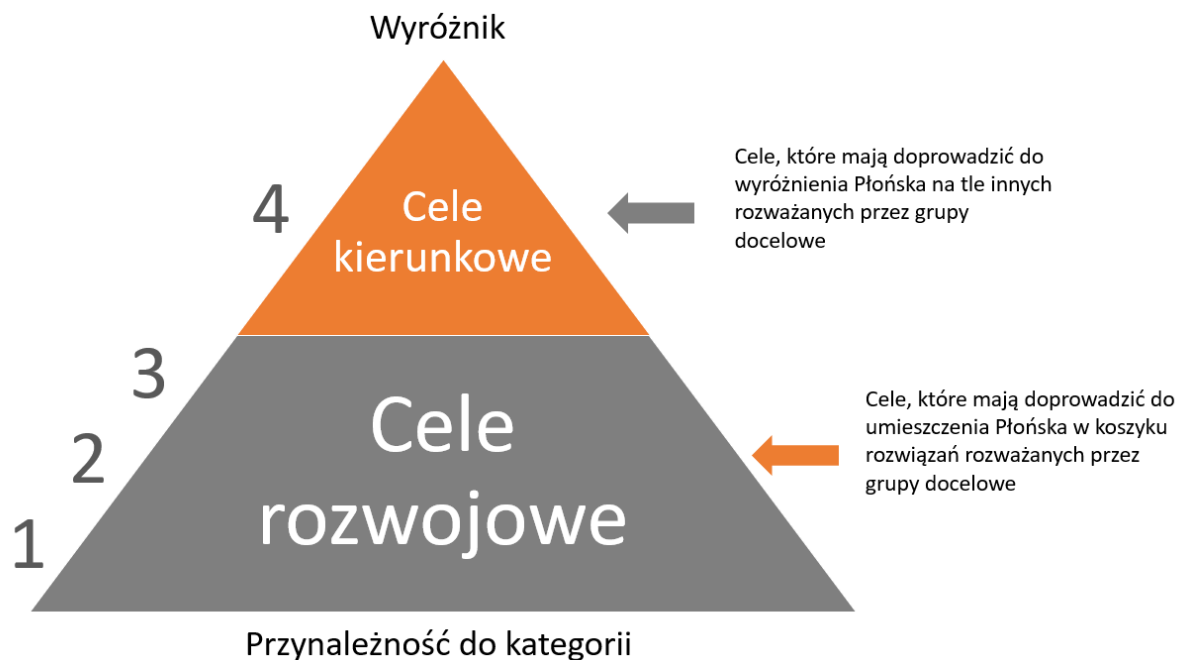 Wyróżnik
4
Cele
kierunkowe
Cele, które mają doprowadzić do
wyróżnienia Płońska na tle innych
rozważanych przez grupy
docelowe
3
2
1
Cele
rozwojowe
Cele, które mają doprowadzić do
umieszczenia Płońska w koszyku
rozwiązań rozważanych przez
grupy docelowe
Przynależność do kategorii